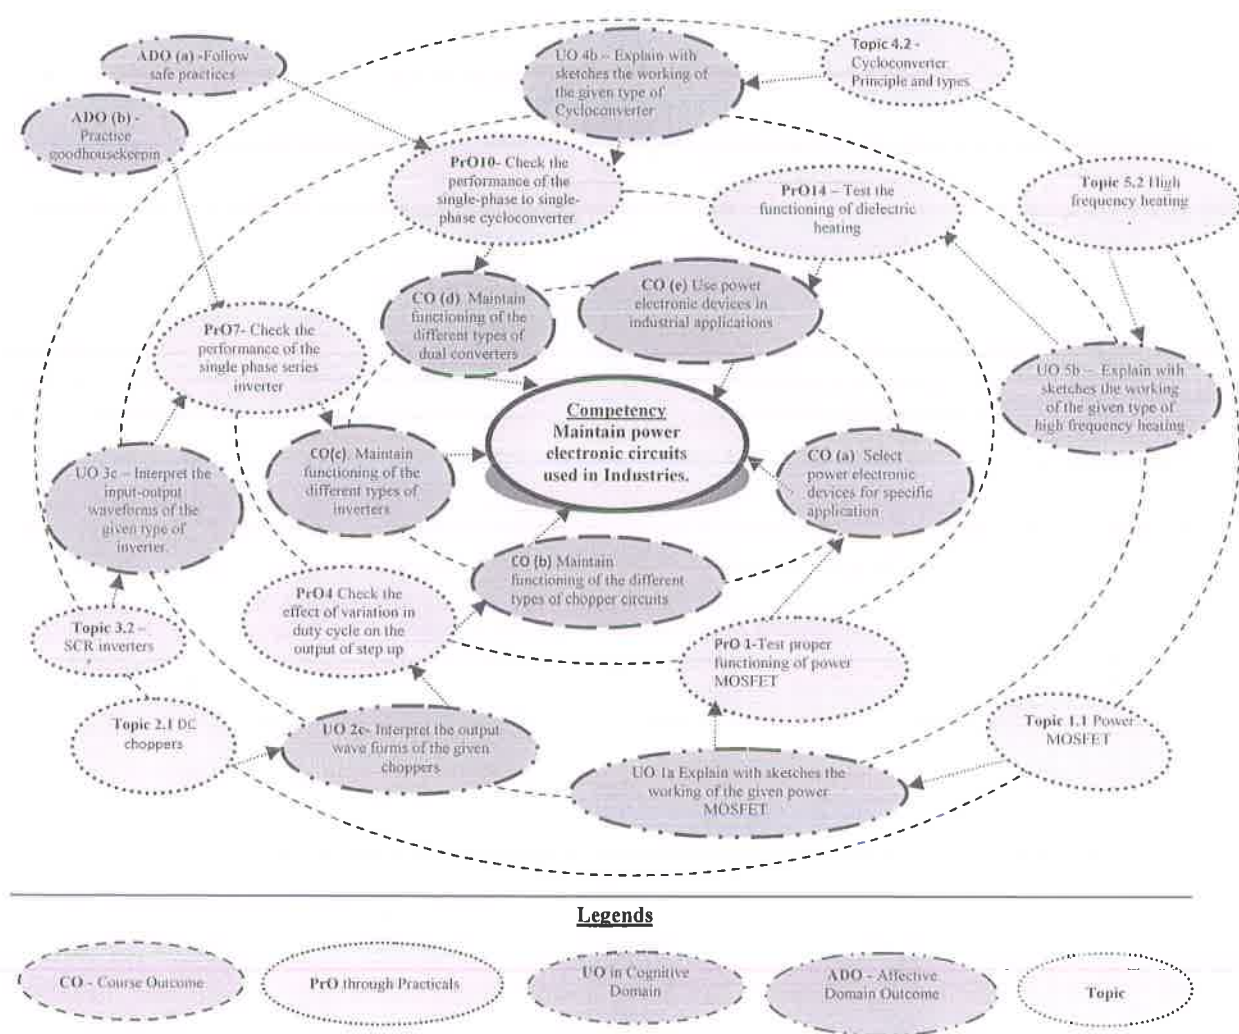 ADO (a) -Follow
safe practices
ADO (b) -
Practice
goodhousekeepin
UO 4b – Explain with
sketches the working of
the given type of
Cycloconverter
Topic 4.2 -
Cycloconverter
Principle and types
PrO10- Check the
performance of the
single-phase to single-
phase cycloconverter.
PrO14 – Test the
functioning of dielectric
heating
Topic 5.2 High
frequency heating
CO (d) Maintain
functioning of the
different types of
dual converters
CO (e) Use power
electronic devices in
industrial applications
PrO7- Check the
performance of the
single phase series
inverter
UO 5b – Explain with
sketches the working
of the given type of
high frequency heating
Competency
Maintain power
electronic circuits
used in Industries.
CO(c). Maintain
functioning of the
different types of
inverters
CO (a) Select
power electronic
devices for specific
application
UO 3c – Interpret the
input-output
waveforms of the
given type of
inverter.
CO (b) Maintain
functioning of the different
types of chopper circuits
PrO4 Check the
effect of variation in
duty cycle on the
output of step up
Topic 3.2 –
SCR inverters
PrO 1-Test proper
functioning of power
MOSFET
Topic 2.1 DC
choppers
UO 2c- Interpret the output
wave forms of the given
choppers
Topic 1.1 Power
MOSFET
UO 1a Explain with sketches the
working of the given power
MOSFET
Legends
CO - Course Outcome
PrO through Practicals
UO in Cognitive
Domain
ADO - Affective
Domain Outcome
Topic